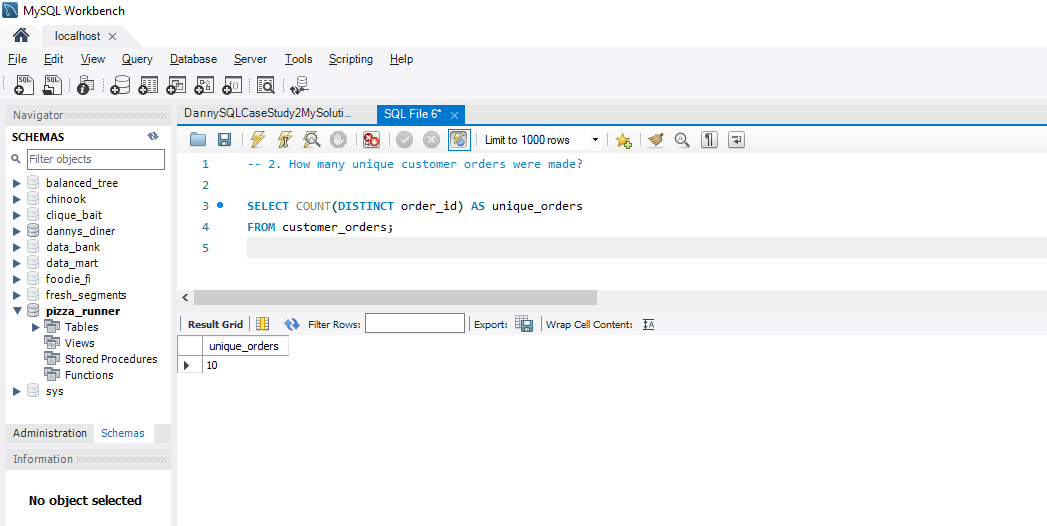 MySQL Workbench
localhost
File Edit View Query Database Server Tools Scripting Help
Navigator
SCHEMAS
Filter objects
balanced_tree
chinook
clique_bait
dannys_diner
data_bank
data_mart
foodie_fi
fresh_segments
pizza_runner
Tables
Views
Stored Procedures
Functions
sys
Administration Schemas
Information
No object selected
DannySQLCaseStudy2MySoluti... SQL File 6*
Limit to 1000 rows
1 -- 2. How many unique customer orders were made?
2
3 SELECT COUNT(DISTINCT order_id) AS unique_orders
4 FROM customer_orders;
5
Result Grid Filter Rows: Export: Wrap Cell Content:
unique_orders
10